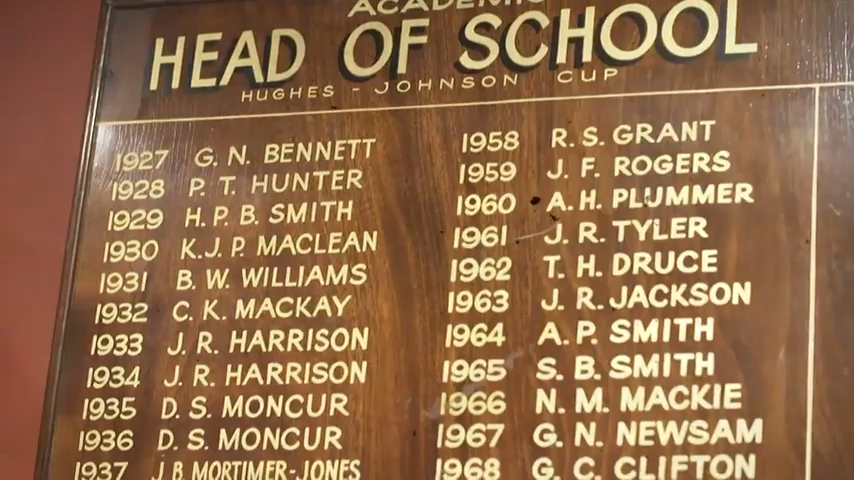 ACADEMIC
HEAD OF SCHOOL
HUGHES - JOHNSON CUP
1927 G. N. BENNETT
1928 P. T. HUNTER
1929 H. P. B. SMITH
1930 K. J. P. MACLEAN
1931 B. W. WILLIAMS
1932 C. K. MACKAY
1933 J. R. HARRISON
1934 J. R. HARRISON
1935 D. S. MONCUR
1936 D. S. MONCUR
1937 J B. MORTIMER-JONES
1958 R. S. GRANT
1959 J. F. ROGERS
1960 A. H. PLUMMER
1961 J. R. TYLER
1962 T. H. DRUCE
1963 J. R. JACKSON
1964 A. P. SMITH
1965 S. B. SMITH
1966 N. M. MACKIE
1967 G. N. NEWSAM
1968 G. C. CLIFTON